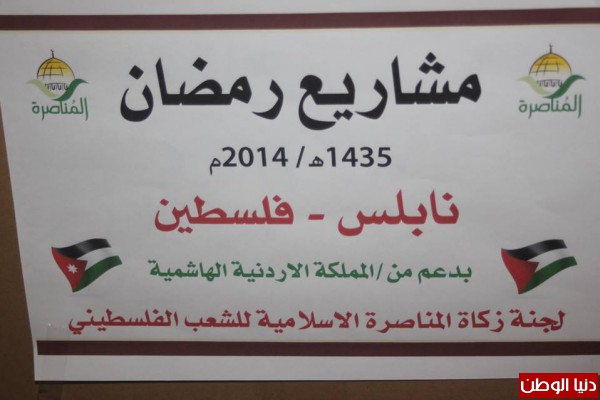 المناصرة
المناصرة
مشاريع رمضان
1435هـ/ 2014م
نابلس - فلسطين
بدعم من /المملكة الاردنية الهاشمية
لجنة زكاة المناصرة الاسلامية للشعب الفلسطيني
دنيا الوطن